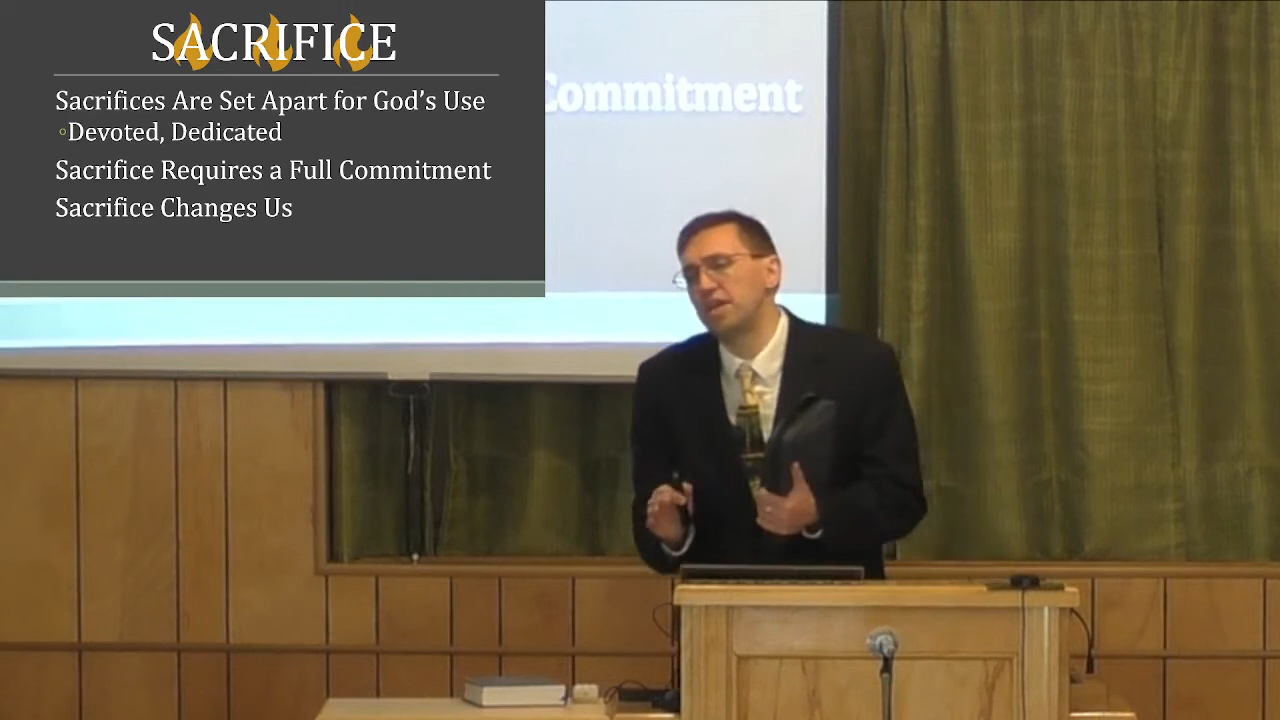 SACRIFICE
Sacrifices Are Set Apart for God's Use
◦Devoted, Dedicated
Sacrifice Requires a Full Commitment
Sacrifice Changes Us
Commitment